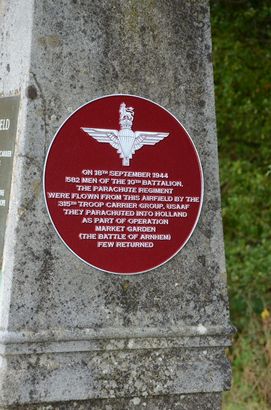 ON 18TH SEPTEMBER 1944
1582 MEN OF THE 10TH BATTALION,
THE PARACHUTE REGIMENT
WERE FLOWN FROM THIS AIRFIELD BY THE
315TH TROOP CARRIER GROUP, USAAF
THEY PARACHUTED INTO HOLLAND
AS PART OF OPERATION
MARKET GARDEN
(THE BATTLE OF ARNHEM)
FEW RETURNED